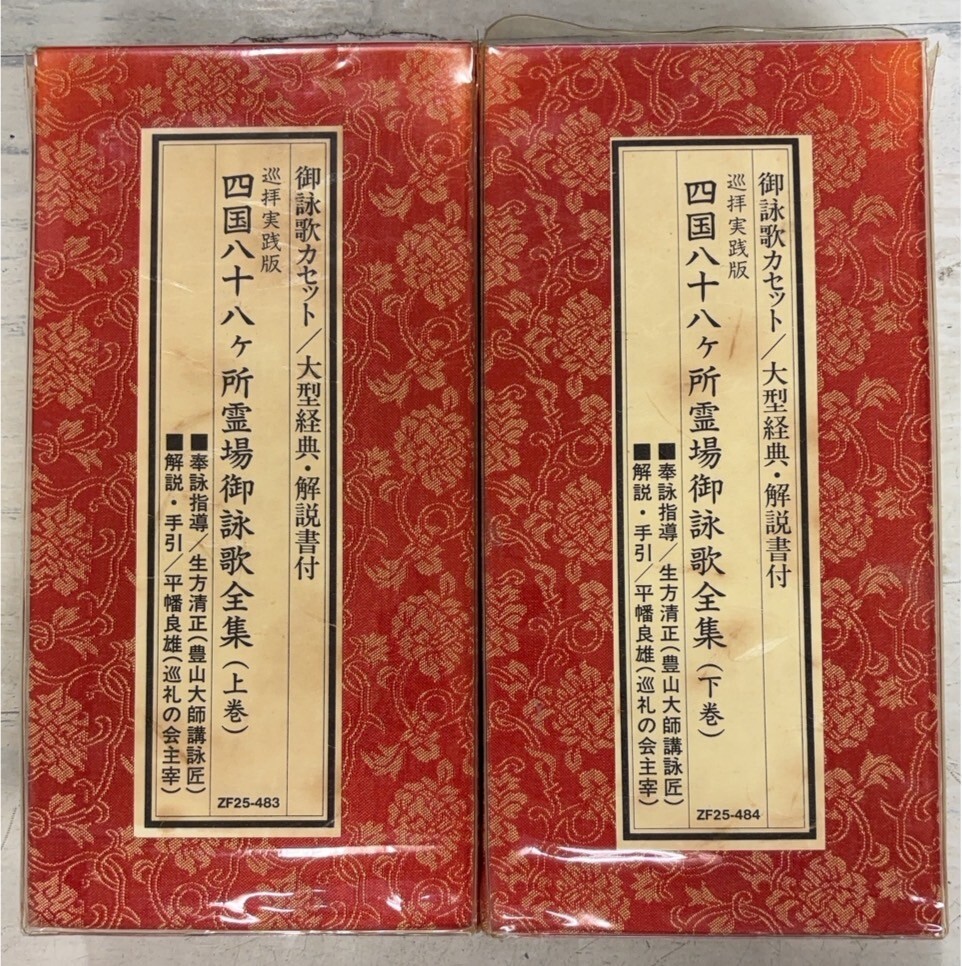 御詠歌カセット/大型経典・解説書付
巡拝実践版
四国八十八ヶ所霊場御詠歌全集(上巻)
■奉詠指導/生方清正(豊山大師講詠匠)
■解説・手引/平幡良雄(巡礼の会主宰)
ZF25-483
御詠歌カセット/大型経典・解説書付
巡拝実践版
四国八十八ヶ所霊場御詠歌全集(下巻)
■奉詠指導/生方清正(豊山大師講詠匠)
■解説・手引/平幡良雄(巡礼の会主宰)
ZF25-484